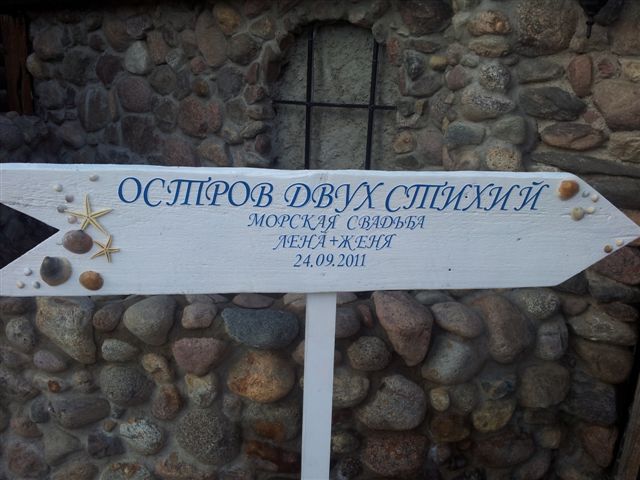 ОСТРОВ ДВУХ СТИХИЙ
МОРСКАЯ СВАДЬБА
ЛЕНА+ЖЕНЯ
24.09.2011